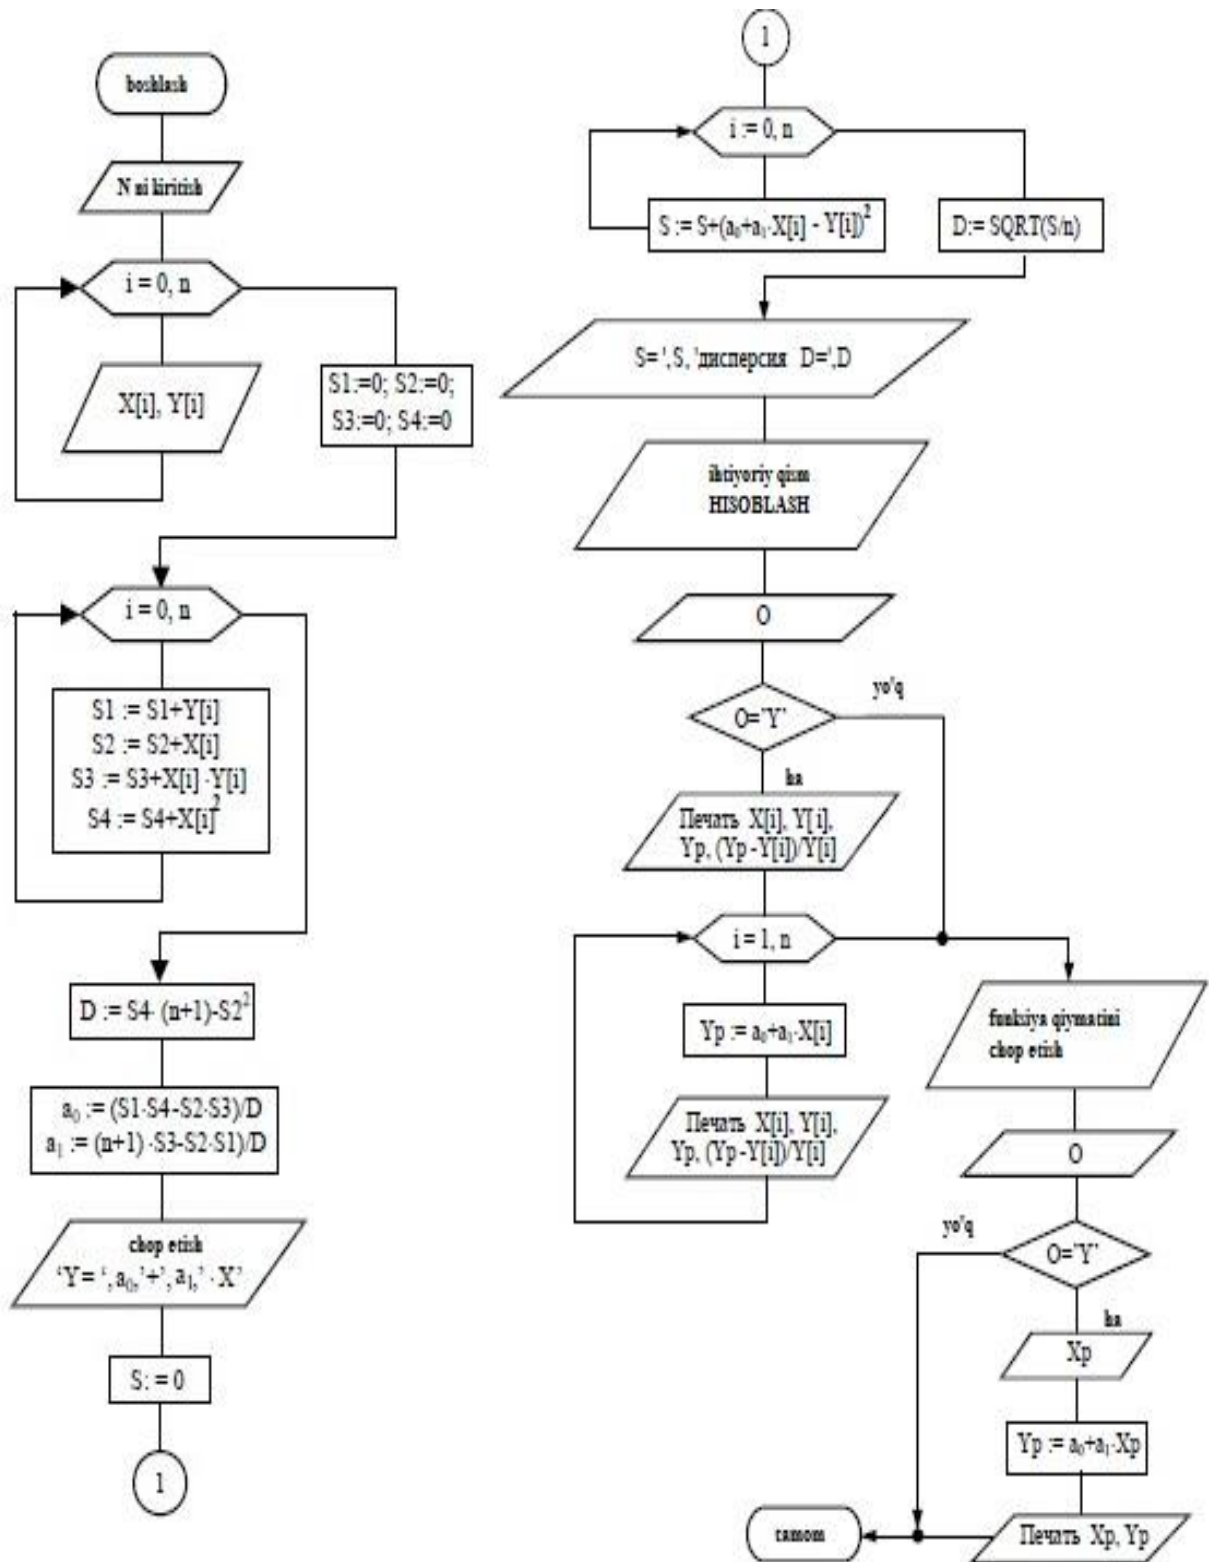 boshlash
N ni kiritish
i = 0, n
X[i], Y[i]
S1:=0; S2:=0;
S3:=0; S4:=0
i = 0, n
S1 := S1+Y[i]
S2 := S2+X[i]
S3 := S3+X[i] ·Y[i]
S4 := S4+X[i]²
D := S4· (n+1)-S2²
a₀ := (S1·S4-S2·S3)/D
a₁ := (n+1) ·S3-S2·S1)/D
chop etish
‘Y= ‘, a₀,’+’, a₁,’ · X’
S: = 0
1
1
i := 0, n
S := S+(a₀+a₁·X[i] - Y[i])²
D:= SQRT(S/n)
S= ', S, 'дисперсия D=',D
ihtiyoriy qism
HISOBLASH
O
O=’Y’
yo'q
ha
Печать X[i], Y[ i],
Yp, (Yp -Y[i])/Y[i]
i = 1, n
Yp := a₀+a₁·X[i]
Печать X[i], Y[i],
Yp, (Yp -Y[i])/Y[i]
funksiya qiymatini
chop etish
O
yo'q
O=’Y’
ha
Xp
Yp := a₀+a₁·Xp
Печать Xp, Yp
tamom